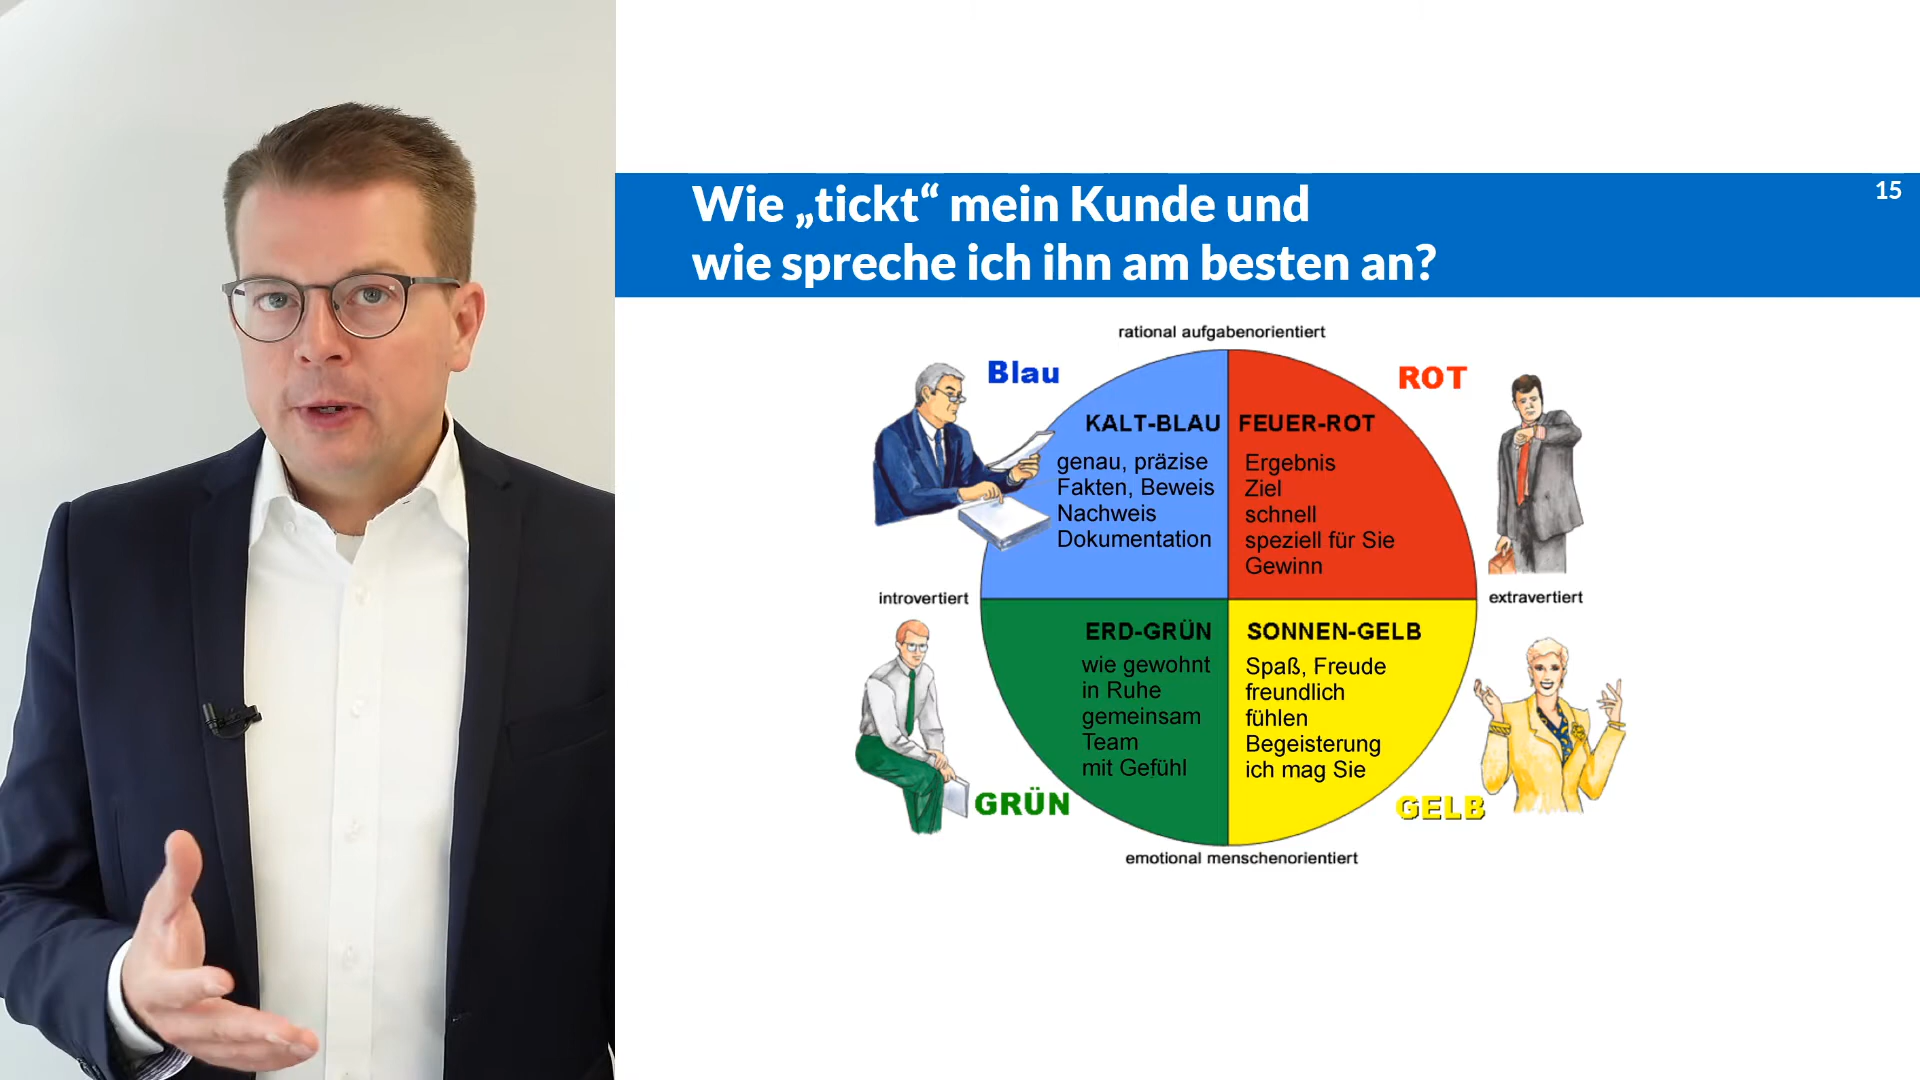 Wie „tickt“ mein Kunde und
wie spreche ich ihn am besten an?
15
rational aufgabenorientiert
Blau
ROT
KALT-BLAU
genau, präzise
Fakten, Beweis
Nachweis
Dokumentation
FEUER-ROT
Ergebnis
Ziel
schnell
speziell für Sie
Gewinn
introvertiert
extravertiert
ERD-GRÜN
wie gewohnt
in Ruhe
gemeinsam
Team
mit Gefühl
SONNEN-GELB
Spaß, Freude
freundlich
fühlen
Begeisterung
ich mag Sie
GRÜN
GELB
emotional menschenorientiert